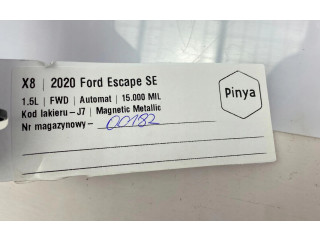 X8 | 2020 Ford Escape SE
1.5L | FWD | Automat | 15.000 MIL
Kod lakieru–J7 | Magnetic Metallic
Nr magazynowy– 00182
Pinya